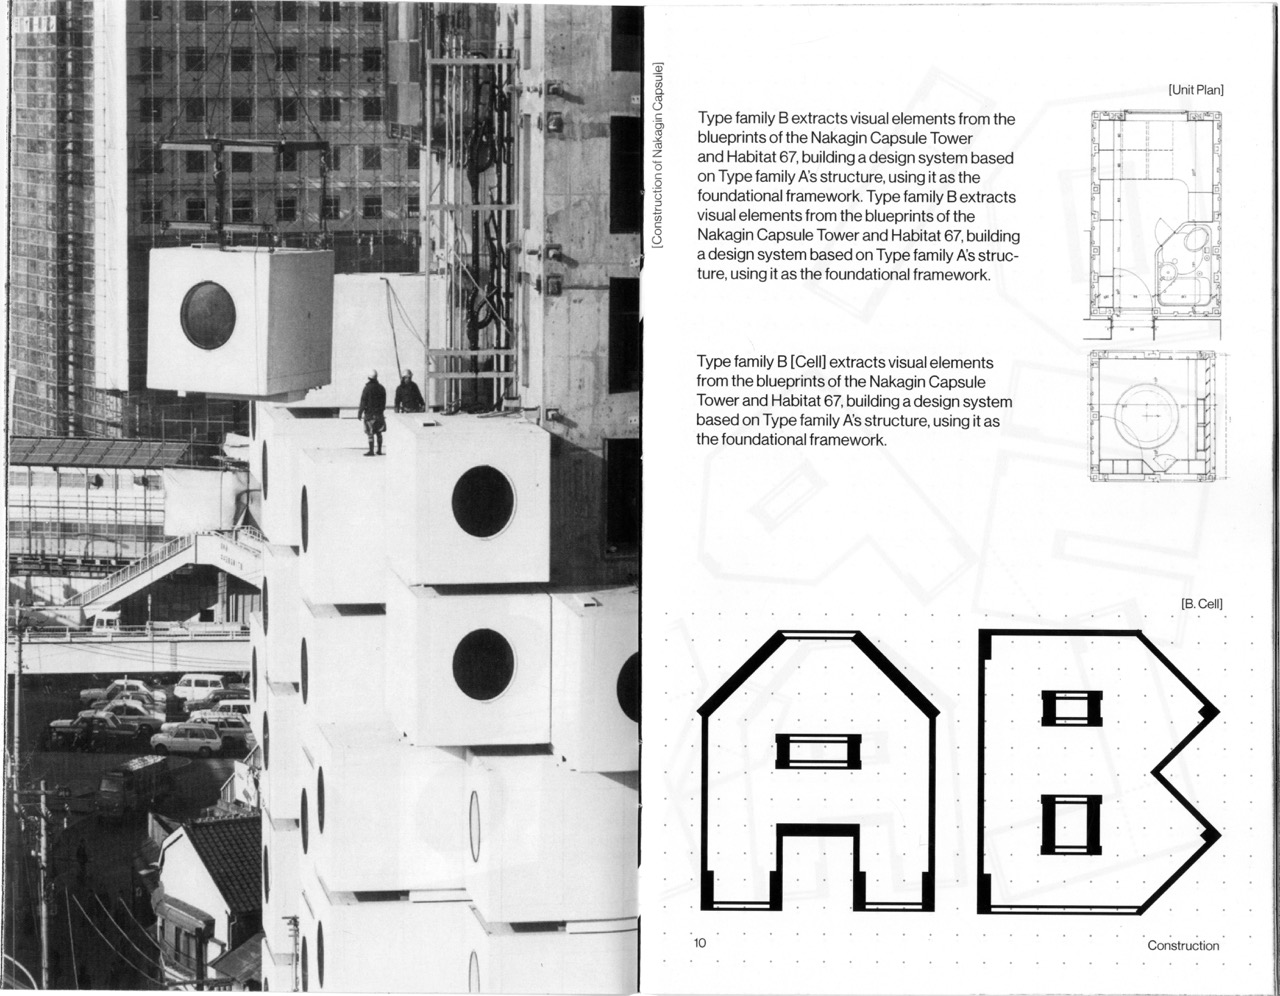 [Construction of Nakagin Capsule]
[Unit Plan]
Type family B extracts visual elements from the
blueprints of the Nakagin Capsule Tower
and Habitat 67, building a design system based
on Type family A's structure, using it as the
foundational framework. Type family B extracts
visual elements from the blueprints of the
Nakagin Capsule Tower and Habitat 67, building
a design system based on Type family A's struc-
ture, using it as the foundational framework.
Type family B [Cell] extracts visual elements
from the blueprints of the Nakagin Capsule
Tower and Habitat 67, building a design system
based on Type family A's structure, using it as
the foundational framework.
[B. Cell]
AB
10
Construction